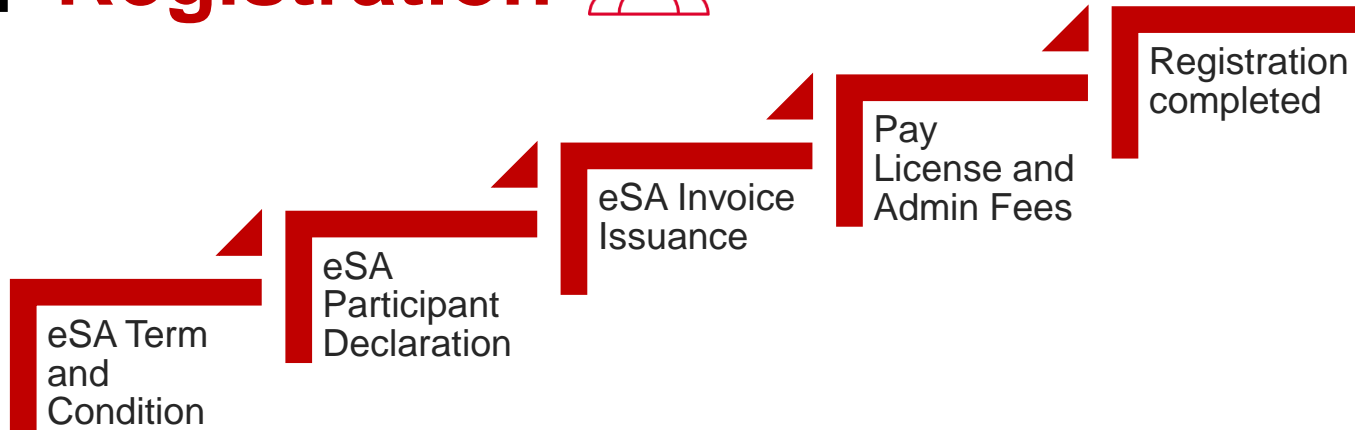 Registration
eSA Term
and
Condition
eSA
Participant
Declaration
eSA Invoice
Issuance
Pay
License and
Admin Fees
Registration
completed